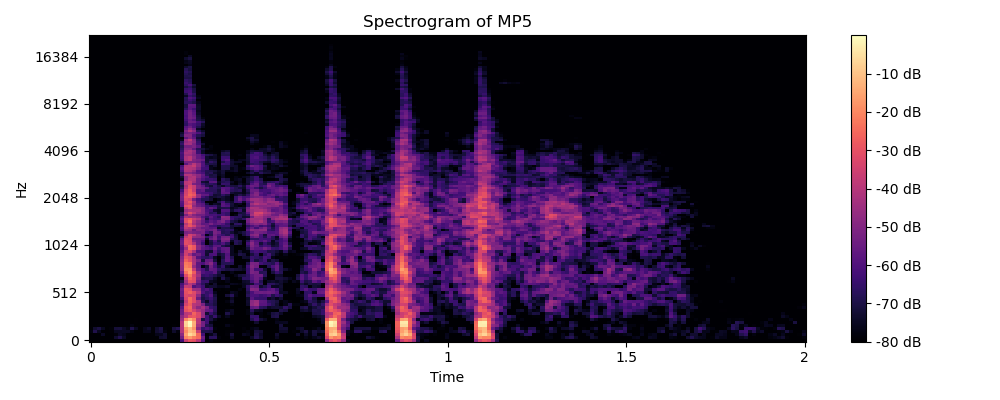 Spectrogram of MP5
16384
8192
4096
2048
1024
512
0
Hz
0
0.5
1
1.5
2
Time
-10 dB
-20 dB
-30 dB
-40 dB
-50 dB
-60 dB
-70 dB
-80 dB